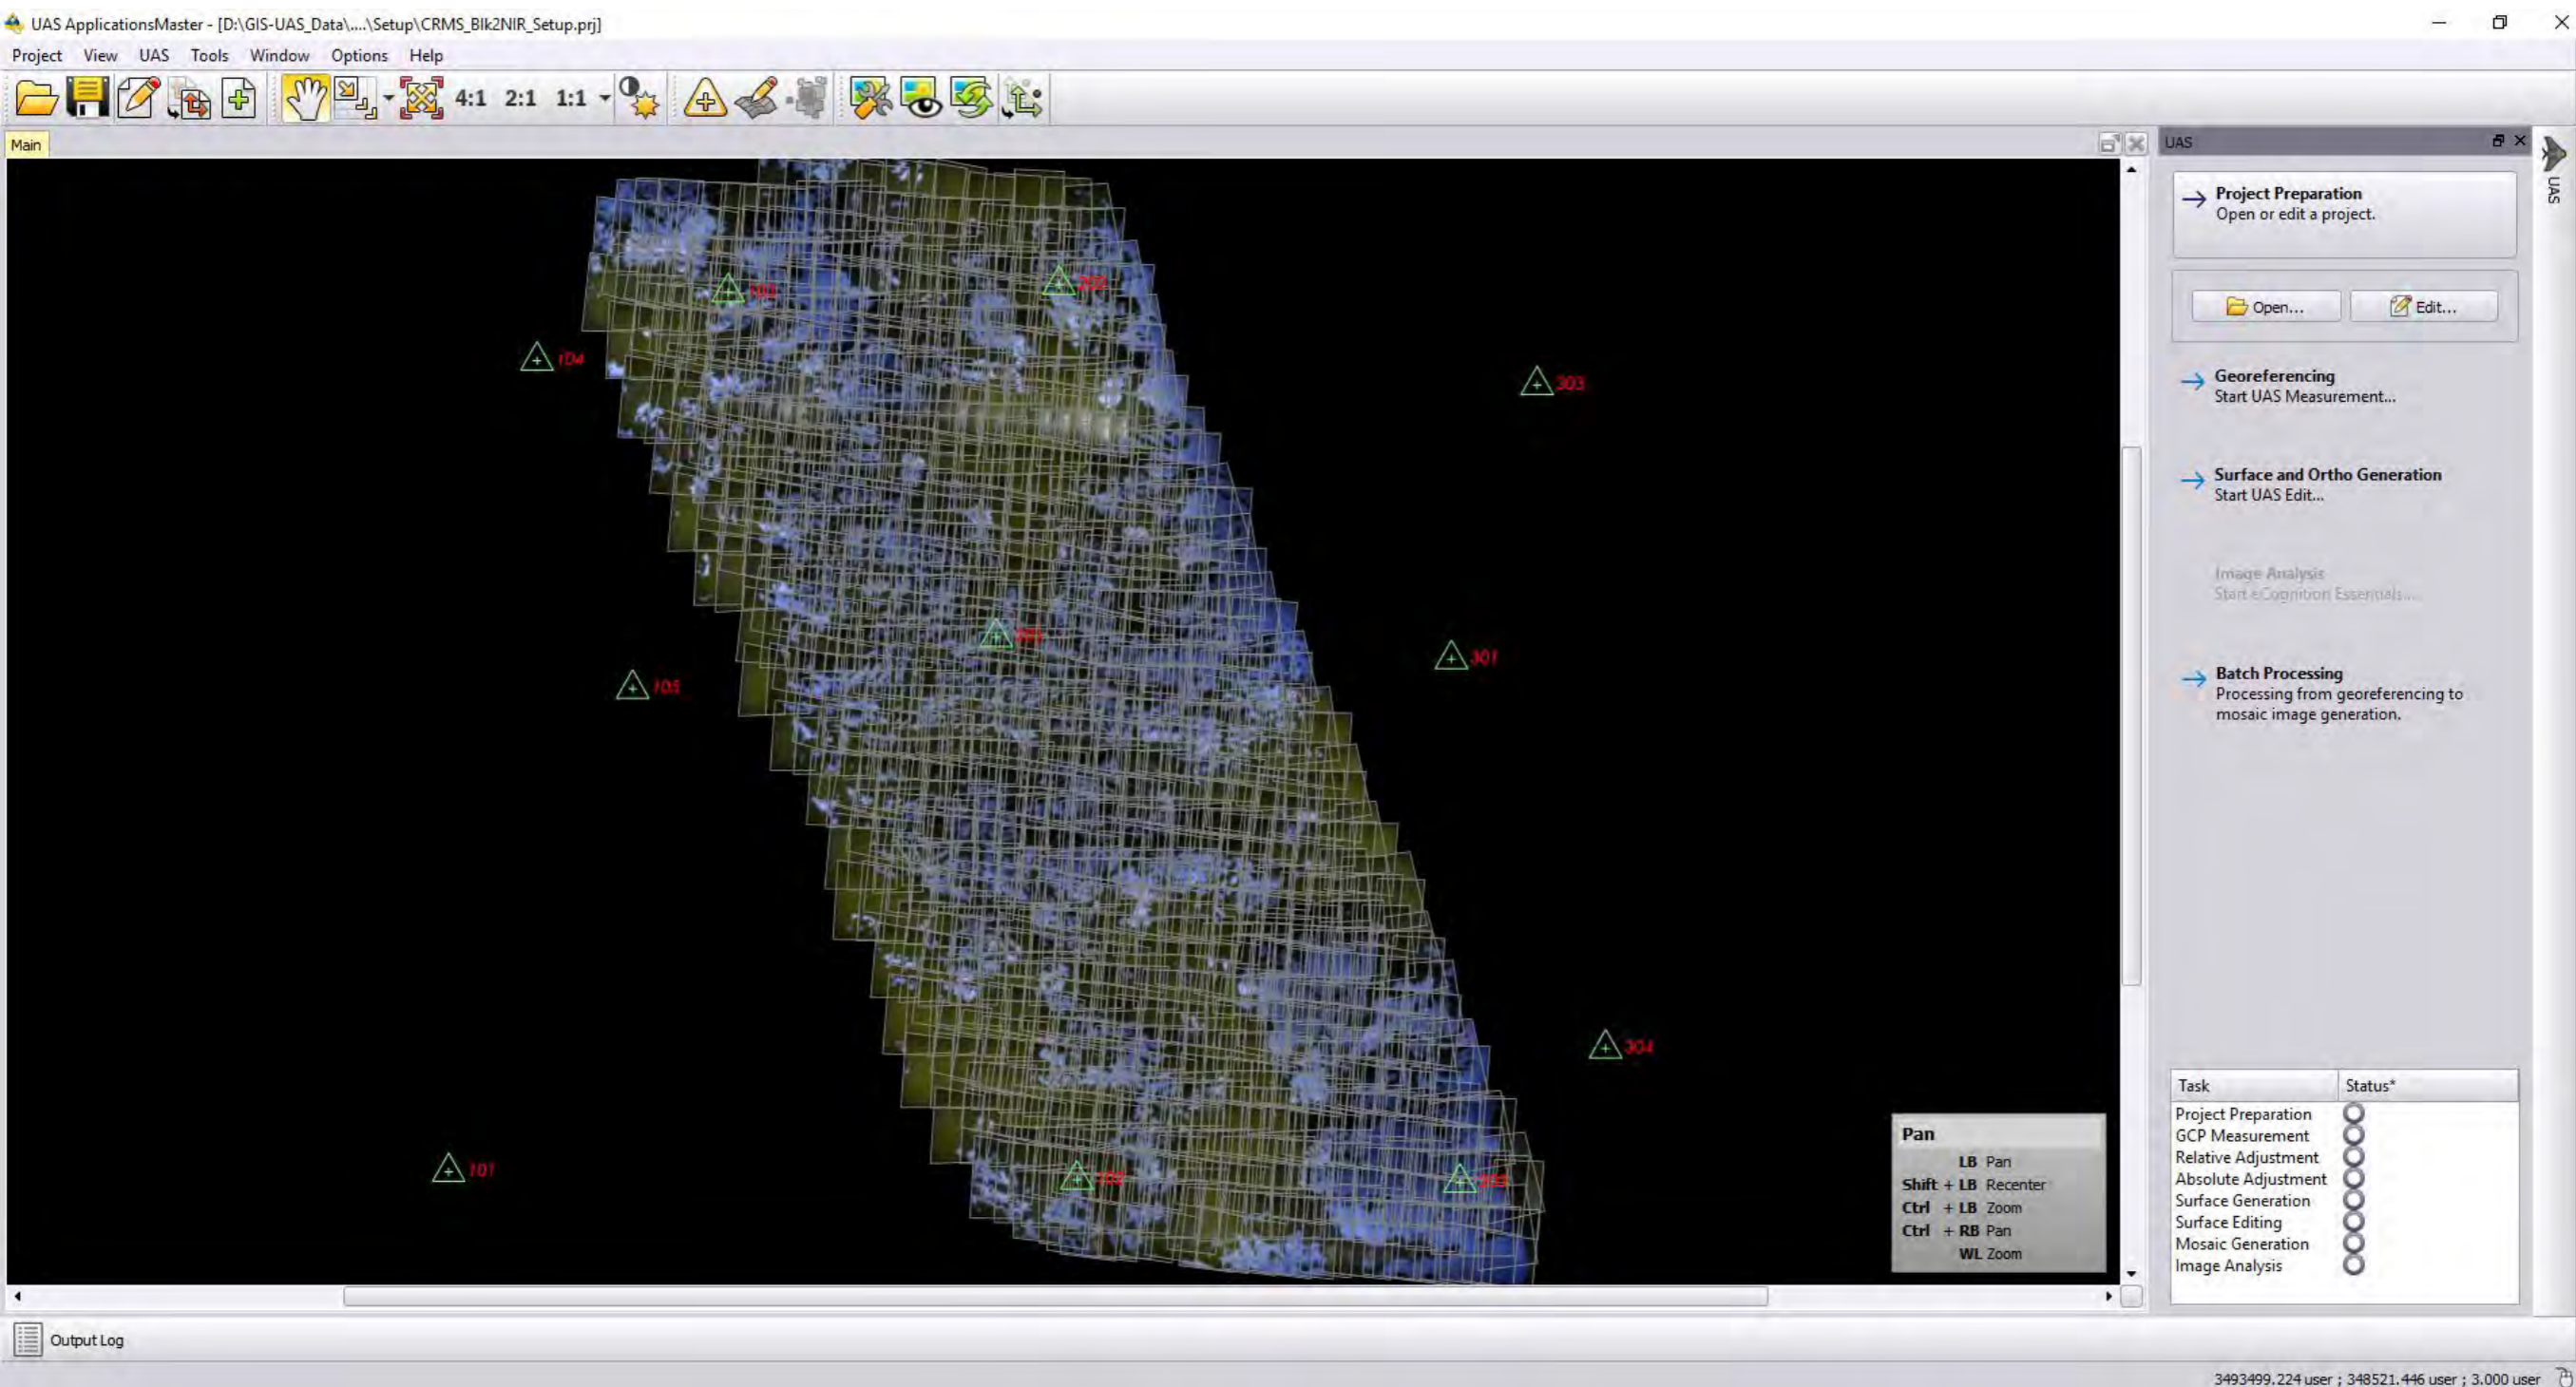 UAS ApplicationsMaster - [D:\GIS-UAS_Data\....\Setup\CRMS_Blk2NIR_Setup.prj]
Project View UAS Tools Window Options Help
4:1 2:1 1:1
Main
UAS
UAS
Project Preparation
Open or edit a project.
Open...
Edit...
Georeferencing
Start UAS Measurement...
Surface and Ortho Generation
Start UAS Edit...
Image Analysis
Start eCognition Essentials...
Batch Processing
Processing from georeferencing to
mosaic image generation.
104
303
301
105
304
101
102
Pan
LB Pan
Shift + LB Recenter
Ctrl + LB Zoom
Ctrl + RB Pan
WL Zoom
Task Status*
Project Preparation
GCP Measurement
Relative Adjustment
Absolute Adjustment
Surface Generation
Surface Editing
Mosaic Generation
Image Analysis
Output Log
3493499.224 user ; 348521.446 user ; 3.000 user